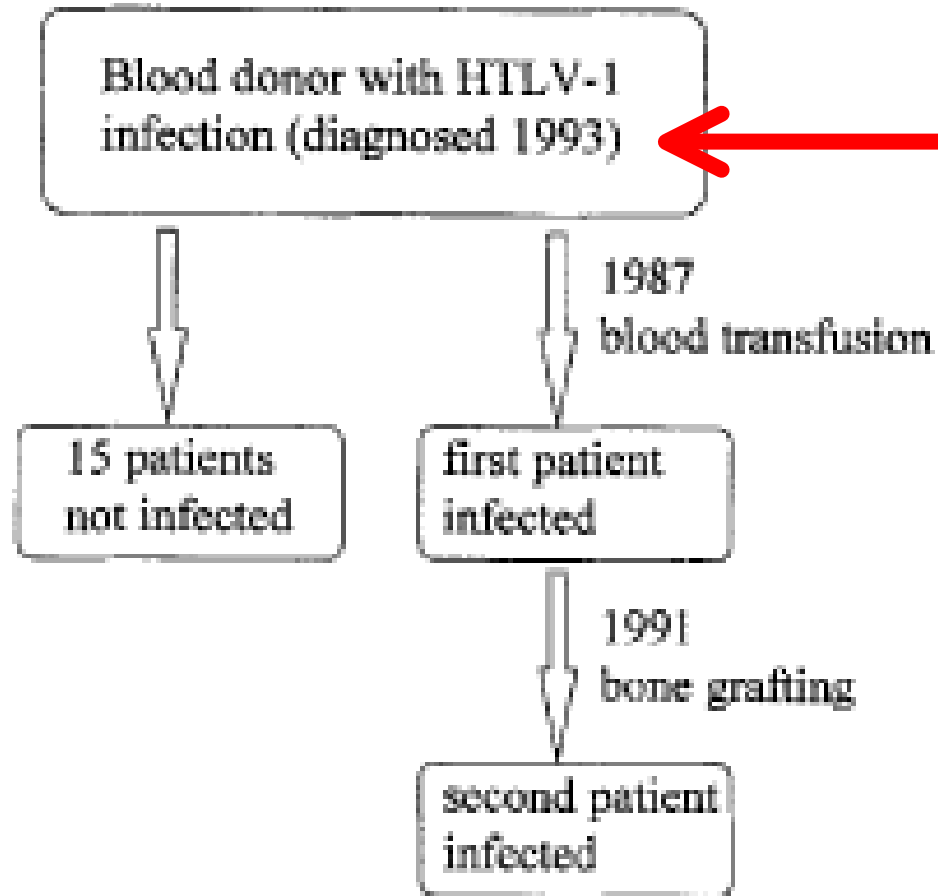 Blood donor with HTLV-1
infection (diagnosed 1993)
1987
blood transfusion
15 patients
not infected
first patient
infected
1991
bone grafting
second patient
infected